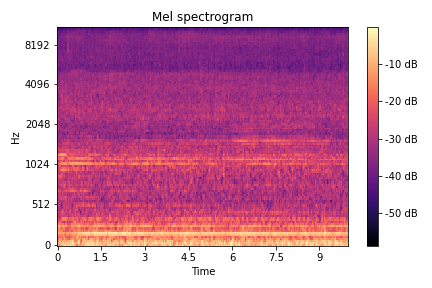 Mel spectrogram
8192
4096
2048
1024
512
0
Hz
0 1.5 3 4.5 6 7.5 9
Time
-10 dB
-20 dB
-30 dB
-40 dB
-50 dB